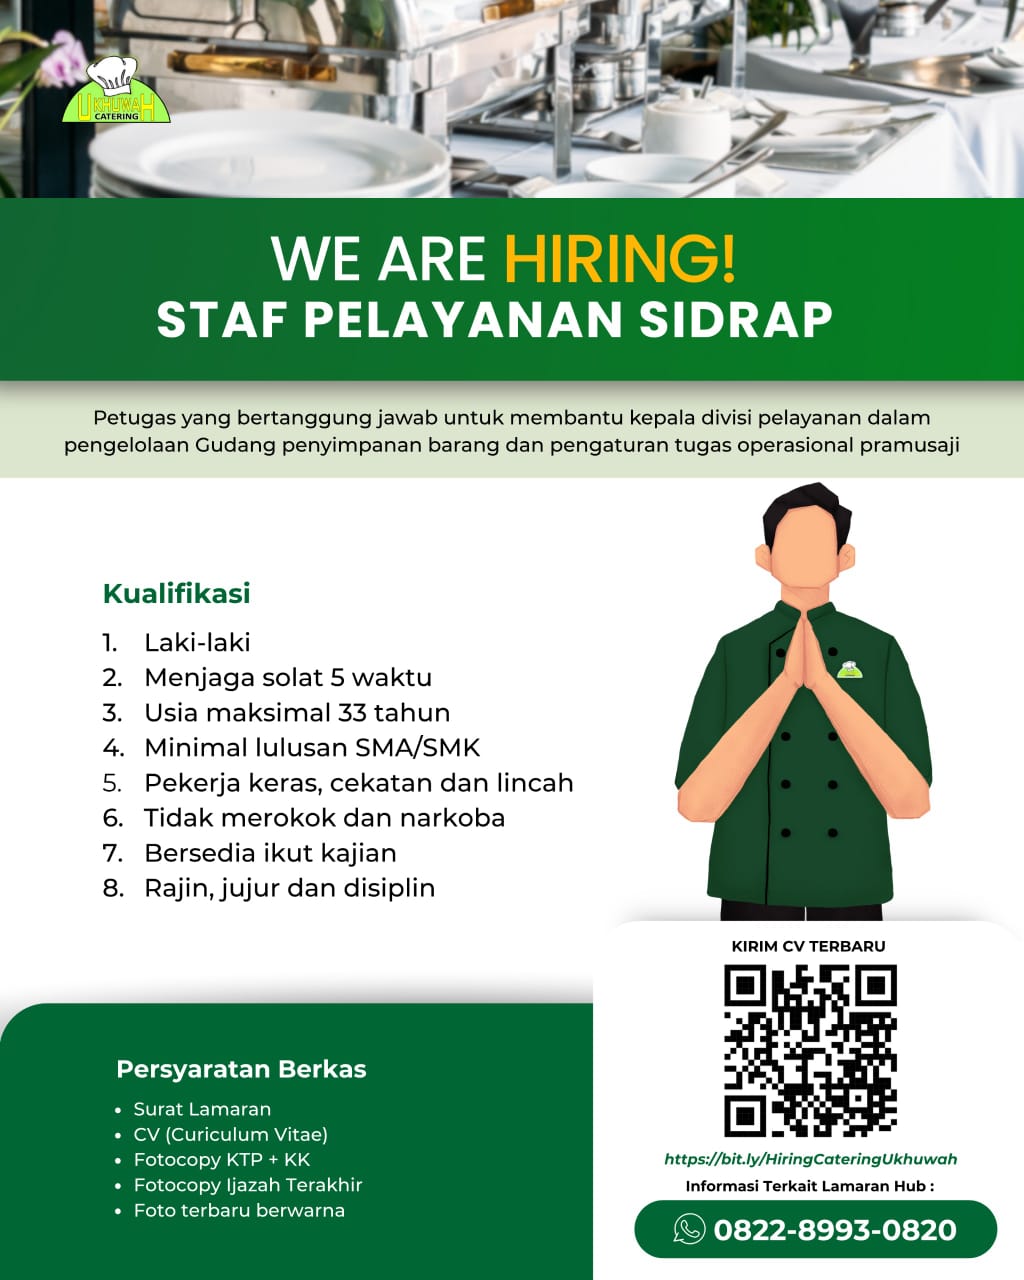 UKHUWAH
CATERING
WE ARE HIRING!
STAF PELAYANAN SIDRAP
Petugas yang bertanggung jawab untuk membantu kepala divisi pelayanan dalam
pengelolaan Gudang penyimpanan barang dan pengaturan tugas operasional pramusaji
Kualifikasi
1. Laki-laki
2. Menjaga solat 5 waktu
3. Usia maksimal 33 tahun
4. Minimal lulusan SMA/SMK
5. Pekerja keras, cekatan dan lincah
6. Tidak merokok dan narkoba
7. Bersedia ikut kajian
8. Rajin, jujur dan disiplin
Persyaratan Berkas
• Surat Lamaran
• CV (Curiculum Vitae)
• Fotocopy KTP + KK
• Fotocopy Ijazah Terakhir
• Foto terbaru berwarna
KIRIM CV TERBARU
https://bit.ly/HiringCateringUkhuwah
Informasi Terkait Lamaran Hub :
0822-8993-0820